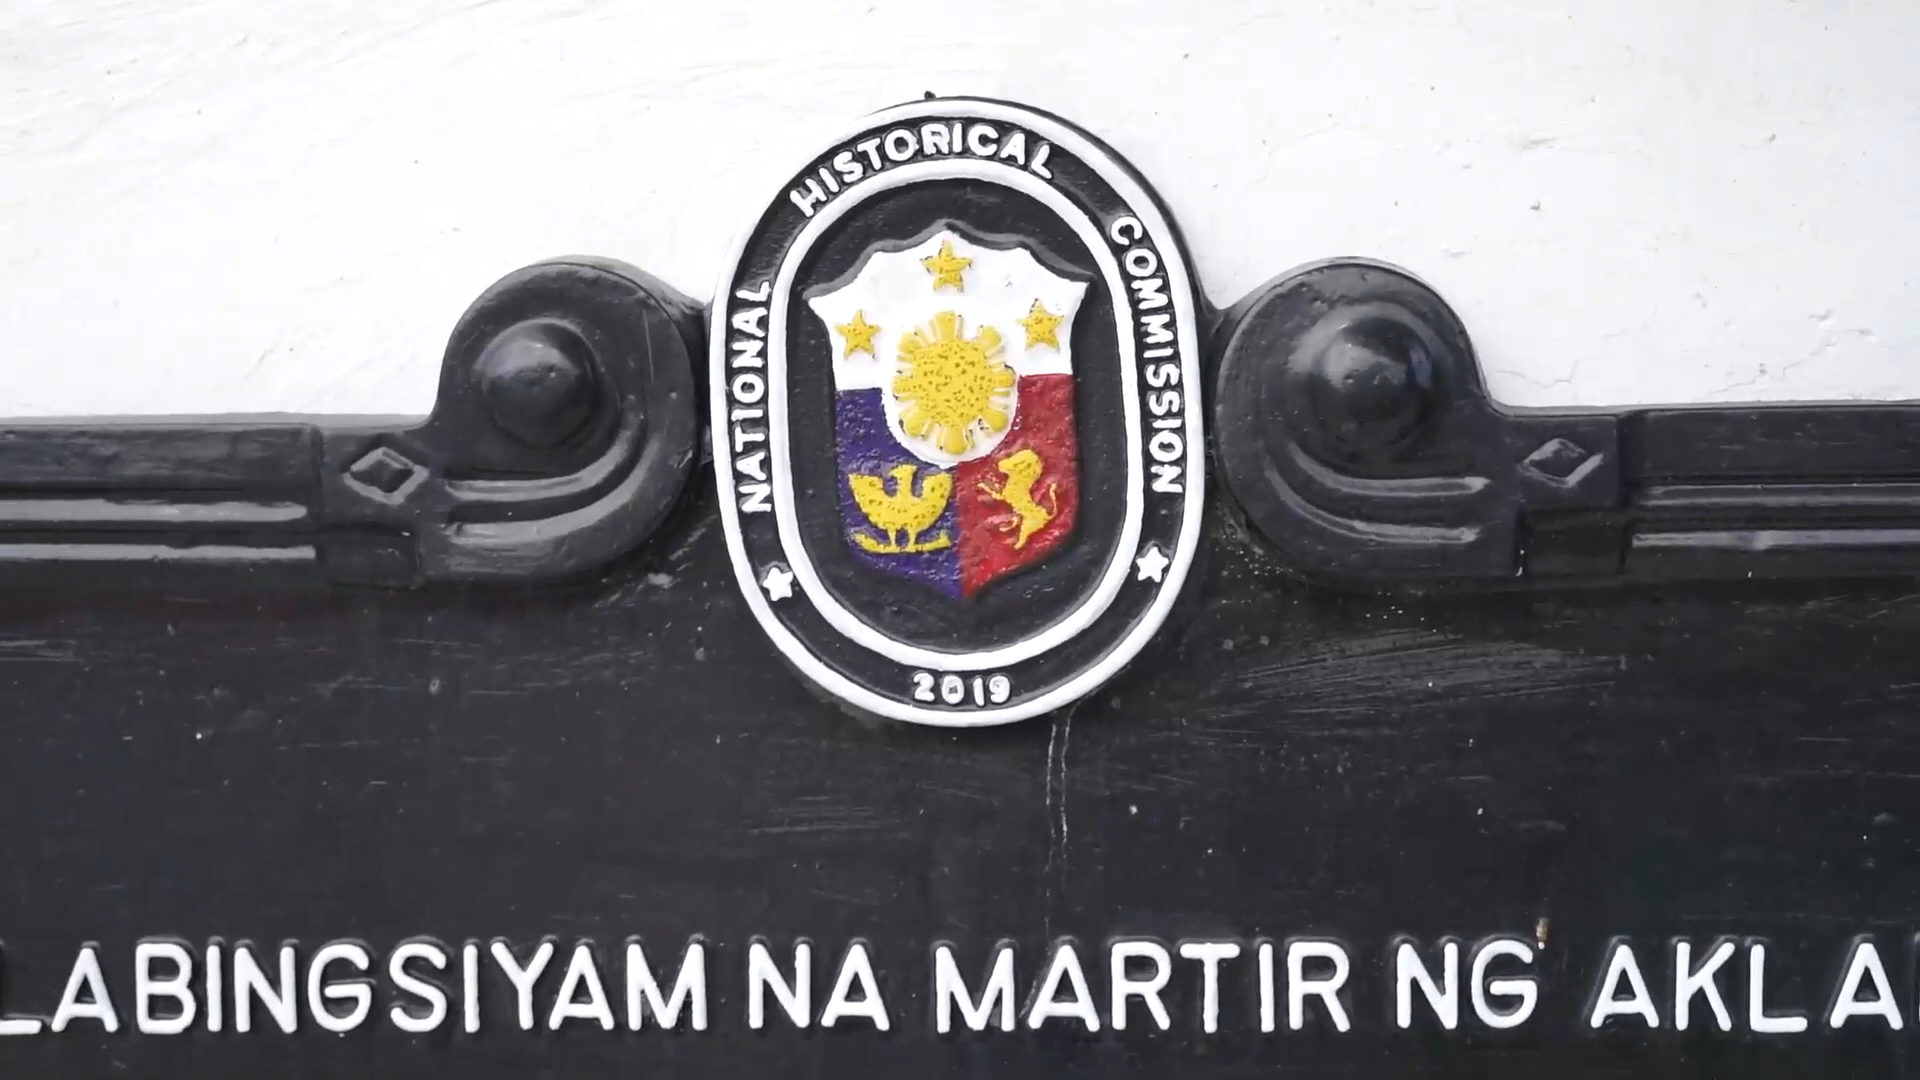 NATIONAL HISTORICAL COMMISSION
2019
LABINGSIYAM NA MARTIR NG AKLA